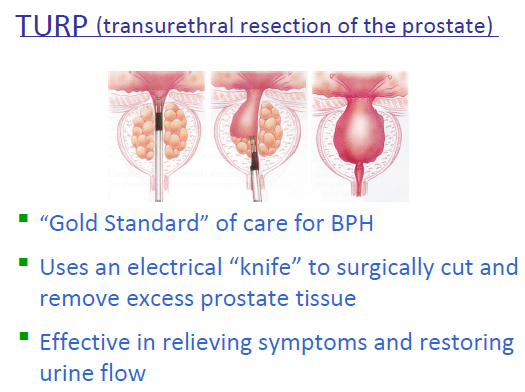 TURP (transurethral resection of the prostate)
“Gold Standard” of care for BPH
Uses an electrical “knife” to surgically cut and
remove excess prostate tissue
Effective in relieving symptoms and restoring
urine flow